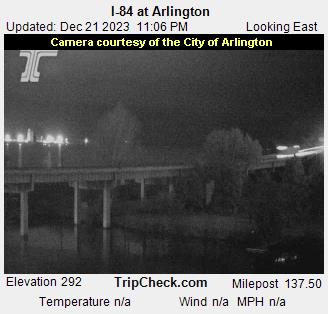 I-84 at Arlington
Updated: Dec 21 2023 11:06 PM Looking East
Camera courtesy of the City of Arlington
Elevation 292 TripCheck.com Milepost 137.50
Temperature n/a Wind n/a MPH n/a